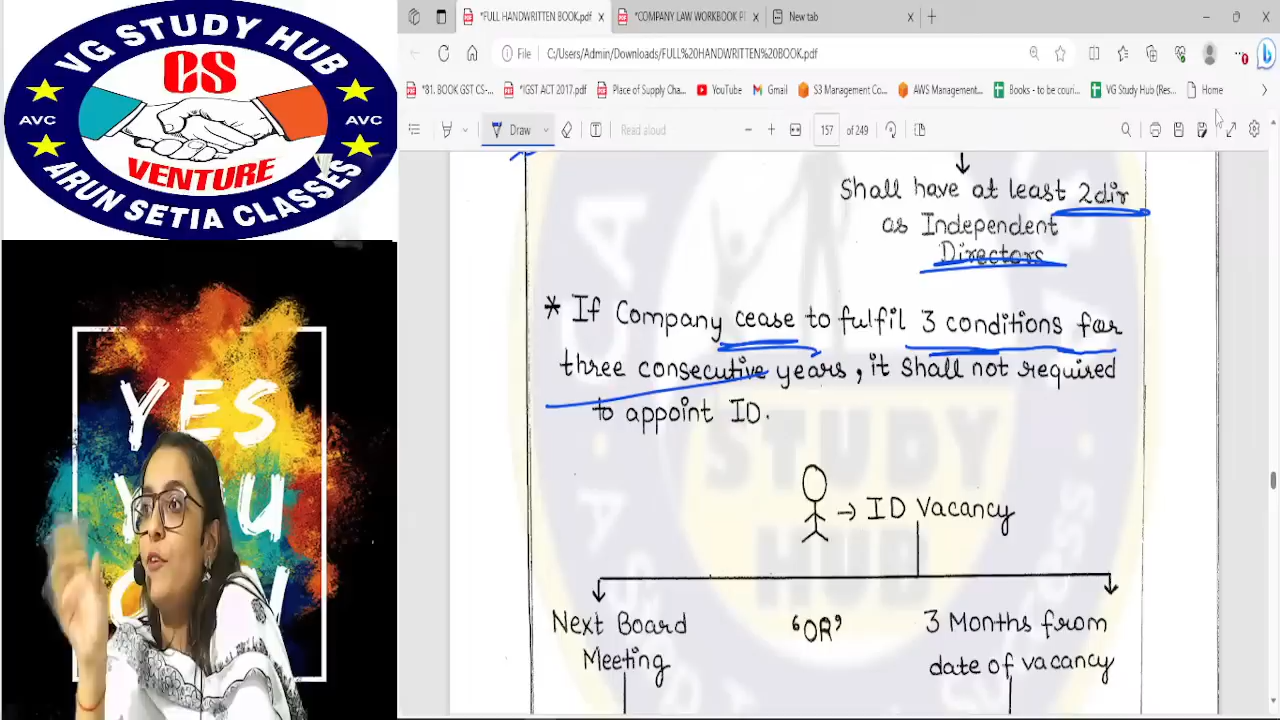 VG STUDY HUB
CS
AVC
AVC
VENTURE
ARUN SETIA CLASSES
YES
*FULL HANDWRITTEN BOOK.pdf
*COMPANY LAW WORKBOOK P
New tab
File
C:/Users/Admin/Downloads/FULL%20HANDWRITTEN%20BOOK.pdf
*81. BOOK GST CS-...
*IGST ACT 2017.pdf
Place of Supply Cha...
YouTube
Gmail
S3 Management Co...
AWS Management...
Books - to be couri...
VG Study Hub (Res...
Home
Draw
Read aloud
157
of 249
Shall have at least 2 dir
as Independent
Directors
* If Company cease to fulfil 3 conditions for
three consecutive years, it shall not required
to appoint ID.
→ ID Vacancy
Next Board
Meeting
'OR'
3 Months from
date of vacancy
STUDY
HUB